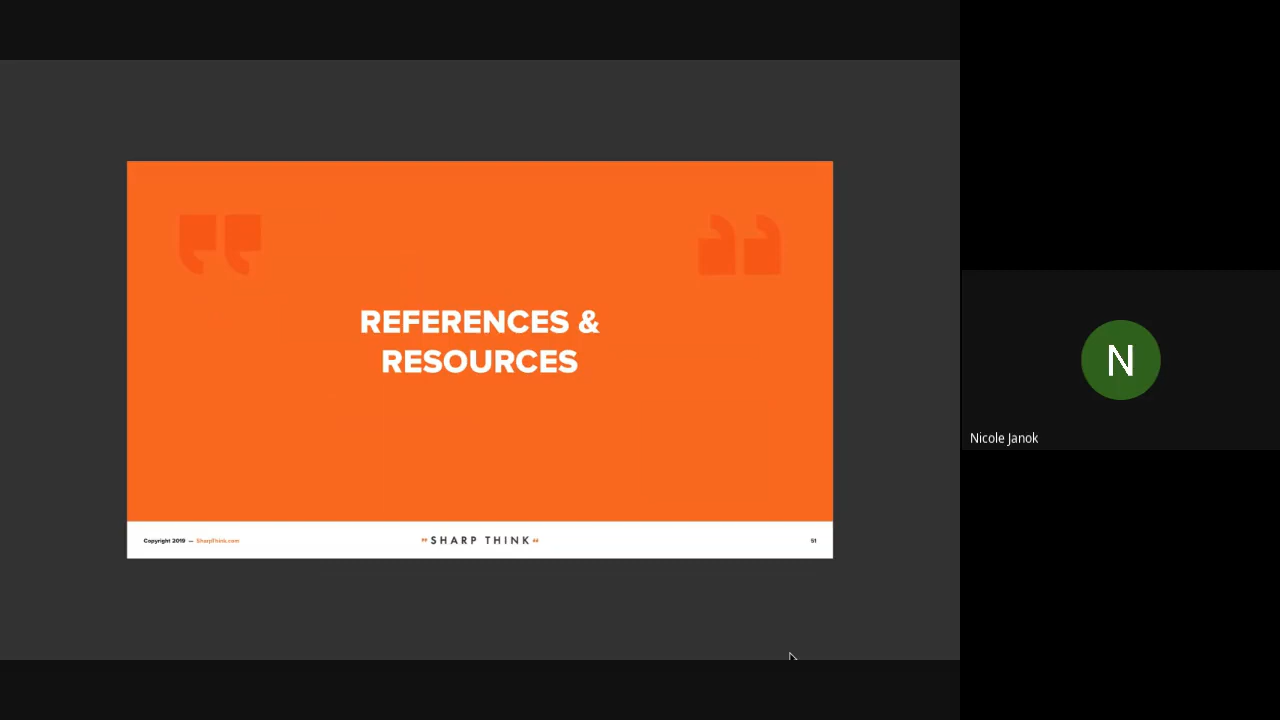 REFERENCES &
RESOURCES
Copyright 2019 — SharpThink.com
" SHARP THINK "
51
N
Nicole Janok